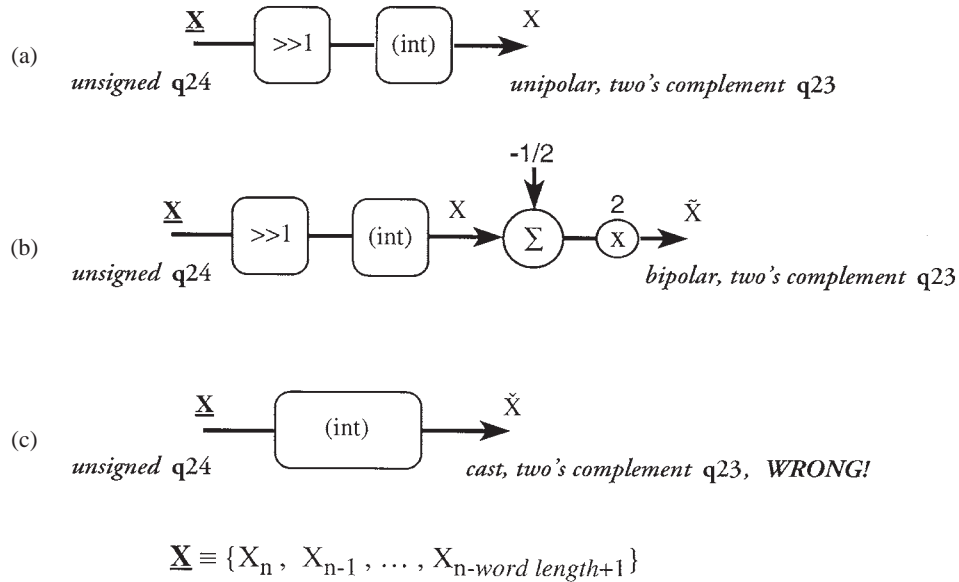 (a)
X
>>1
(int)
X
unsigned q24
unipolar, two's complement q23
(b)
-1/2
X
>>1
(int)
X
Σ
2
X
X̃
unsigned q24
bipolar, two's complement q23
(c)
X
(int)
X̌
unsigned q24
cast, two's complement q23, WRONG!
X ≡ {Xn , Xn-1 , ... , Xn-word length+1}